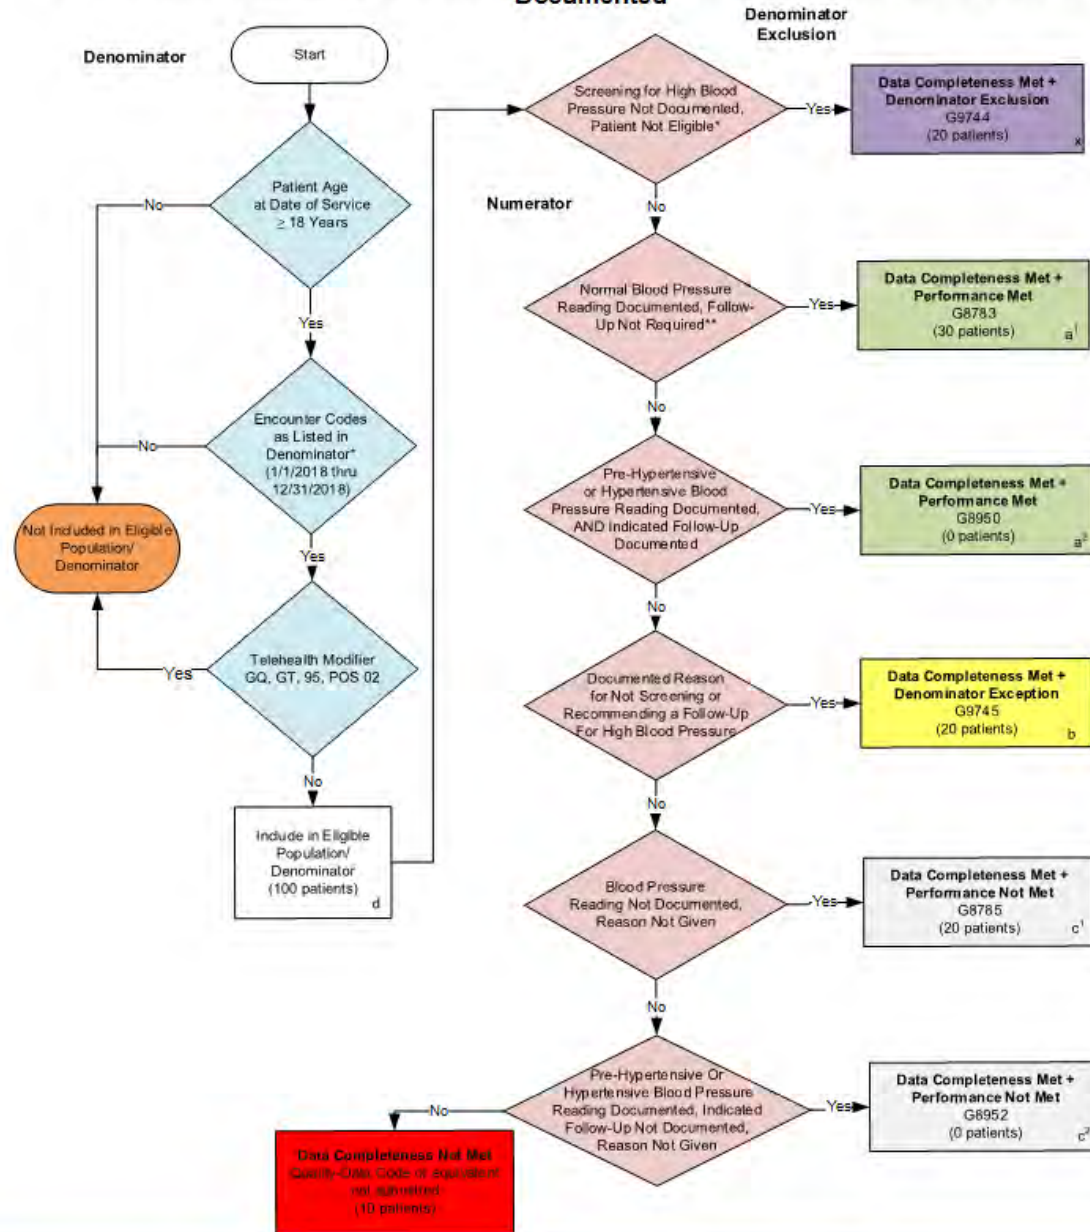 Documented
Denominator
Exclusion
Denominator
Start
Patient Age
at Date of Service
≥ 18 Years
No
Yes
Encounter Codes
as Listed in
Denominator*
(1/1/2018 thru
12/31/2018)
No
Yes
Not Included in Eligible
Population/
Denominator
Telehealth Modifier
GQ, GT, 95, POS 02
Yes
No
Include in Eligible
Population/
Denominator
(100 patients)
d
Screening for High Blood
Pressure Not Documented,
Patient Not Eligible*
Yes
Data Completeness Met +
Denominator Exclusion
G9744
(20 patients)
x
No
Numerator
Normal Blood Pressure
Reading Documented, Follow-
Up Not Required**
Yes
Data Completeness Met +
Performance Met
G8783
(30 patients)
a¹
No
Pre-Hypertensive
or Hypertensive Blood
Pressure Reading Documented,
AND Indicated Follow-Up
Documented
Data Completeness Met +
Performance Met
G8950
(0 patients)
a²
No
Documented Reason
for Not Screening or
Recommending a Follow-Up
For High Blood Pressure
Yes
Data Completeness Met +
Denominator Exception
G9745
(20 patients)
b
No
Blood Pressure
Reading Not Documented,
Reason Not Given
Yes
Data Completeness Met +
Performance Not Met
G8785
(20 patients)
c¹
No
Pre-Hypertensive Or
Hypertensive Blood Pressure
Reading Documented, Indicated
Follow-Up Not Documented,
Reason Not Given
Yes
Data Completeness Met +
Performance Not Met
G8952
(0 patients)
c²
No
Data Completeness Not Met
Quality-Data Code or equivalent
not submitted
(10 patients)